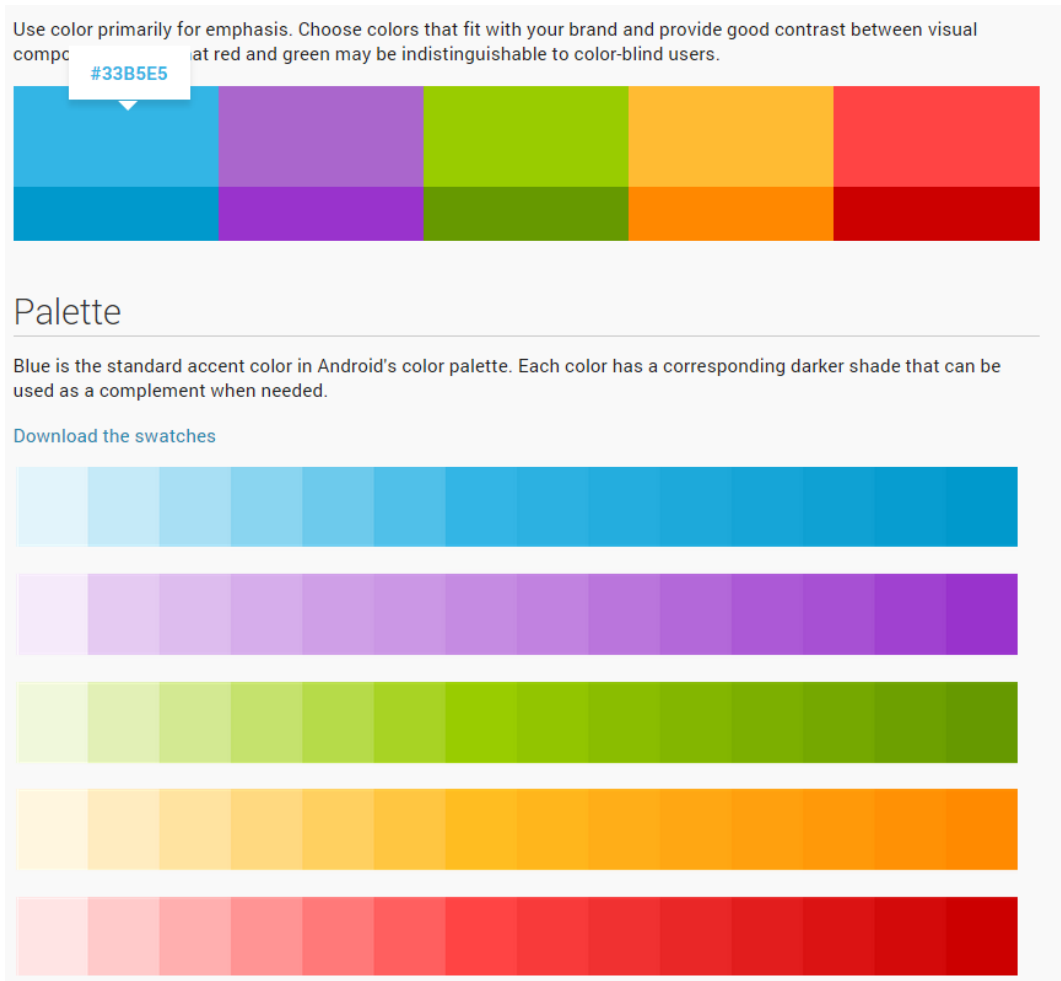 Use color primarily for emphasis. Choose colors that fit with your brand and provide good contrast between visual
compo at red and green may be indistinguishable to color-blind users.
#33B5E5
Palette
Blue is the standard accent color in Android's color palette. Each color has a corresponding darker shade that can be
used as a complement when needed.
Download the swatches